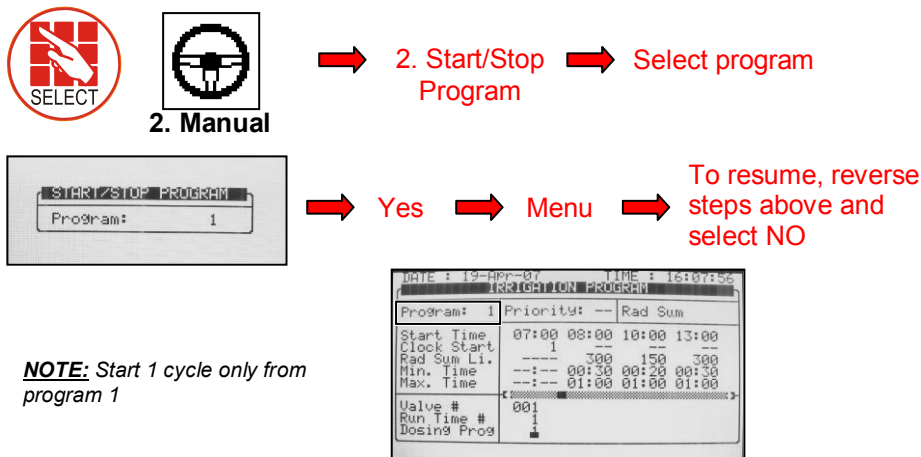 SELECT
2. Manual
2. Start/Stop
Program
Select program
START/STOP PROGRAM
Program: 1
Yes
Menu
To resume, reverse
steps above and
select NO
DATE : 19-Apr-07 TIME : 16:07:56
IRRIGATION PROGRAM
Program: 1 Priority: -- Rad Sum
Start Time 07:00 08:00 10:00 13:00
Clock Start 1 -- -- --
Rad Sum Li. ---- 300 150 300
Min. Time --:-- 00:30 00:20 00:30
Max. Time --:-- 01:00 01:00 01:00
Valve # 001
Run Time # 1
Dosing Prog 1
NOTE: Start 1 cycle only from
program 1